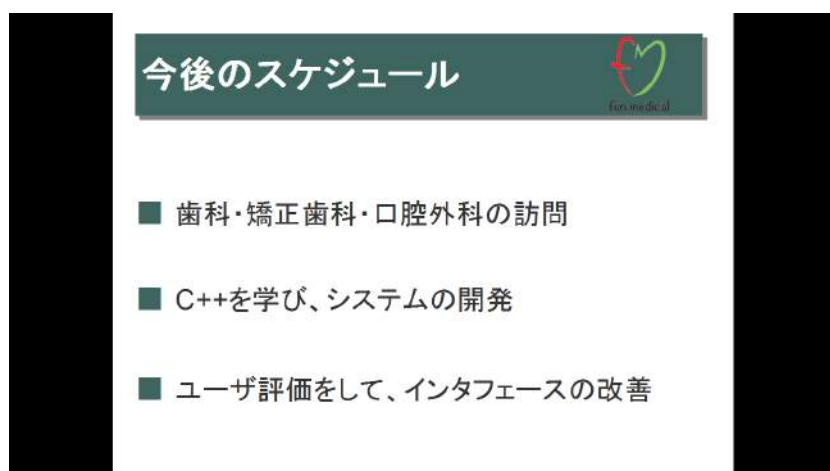 今後のスケジュール
fun medical
歯科・矯正歯科・口腔外科の訪問
C++を学び、システムの開発
ユーザ評価をして、インタフェースの改善